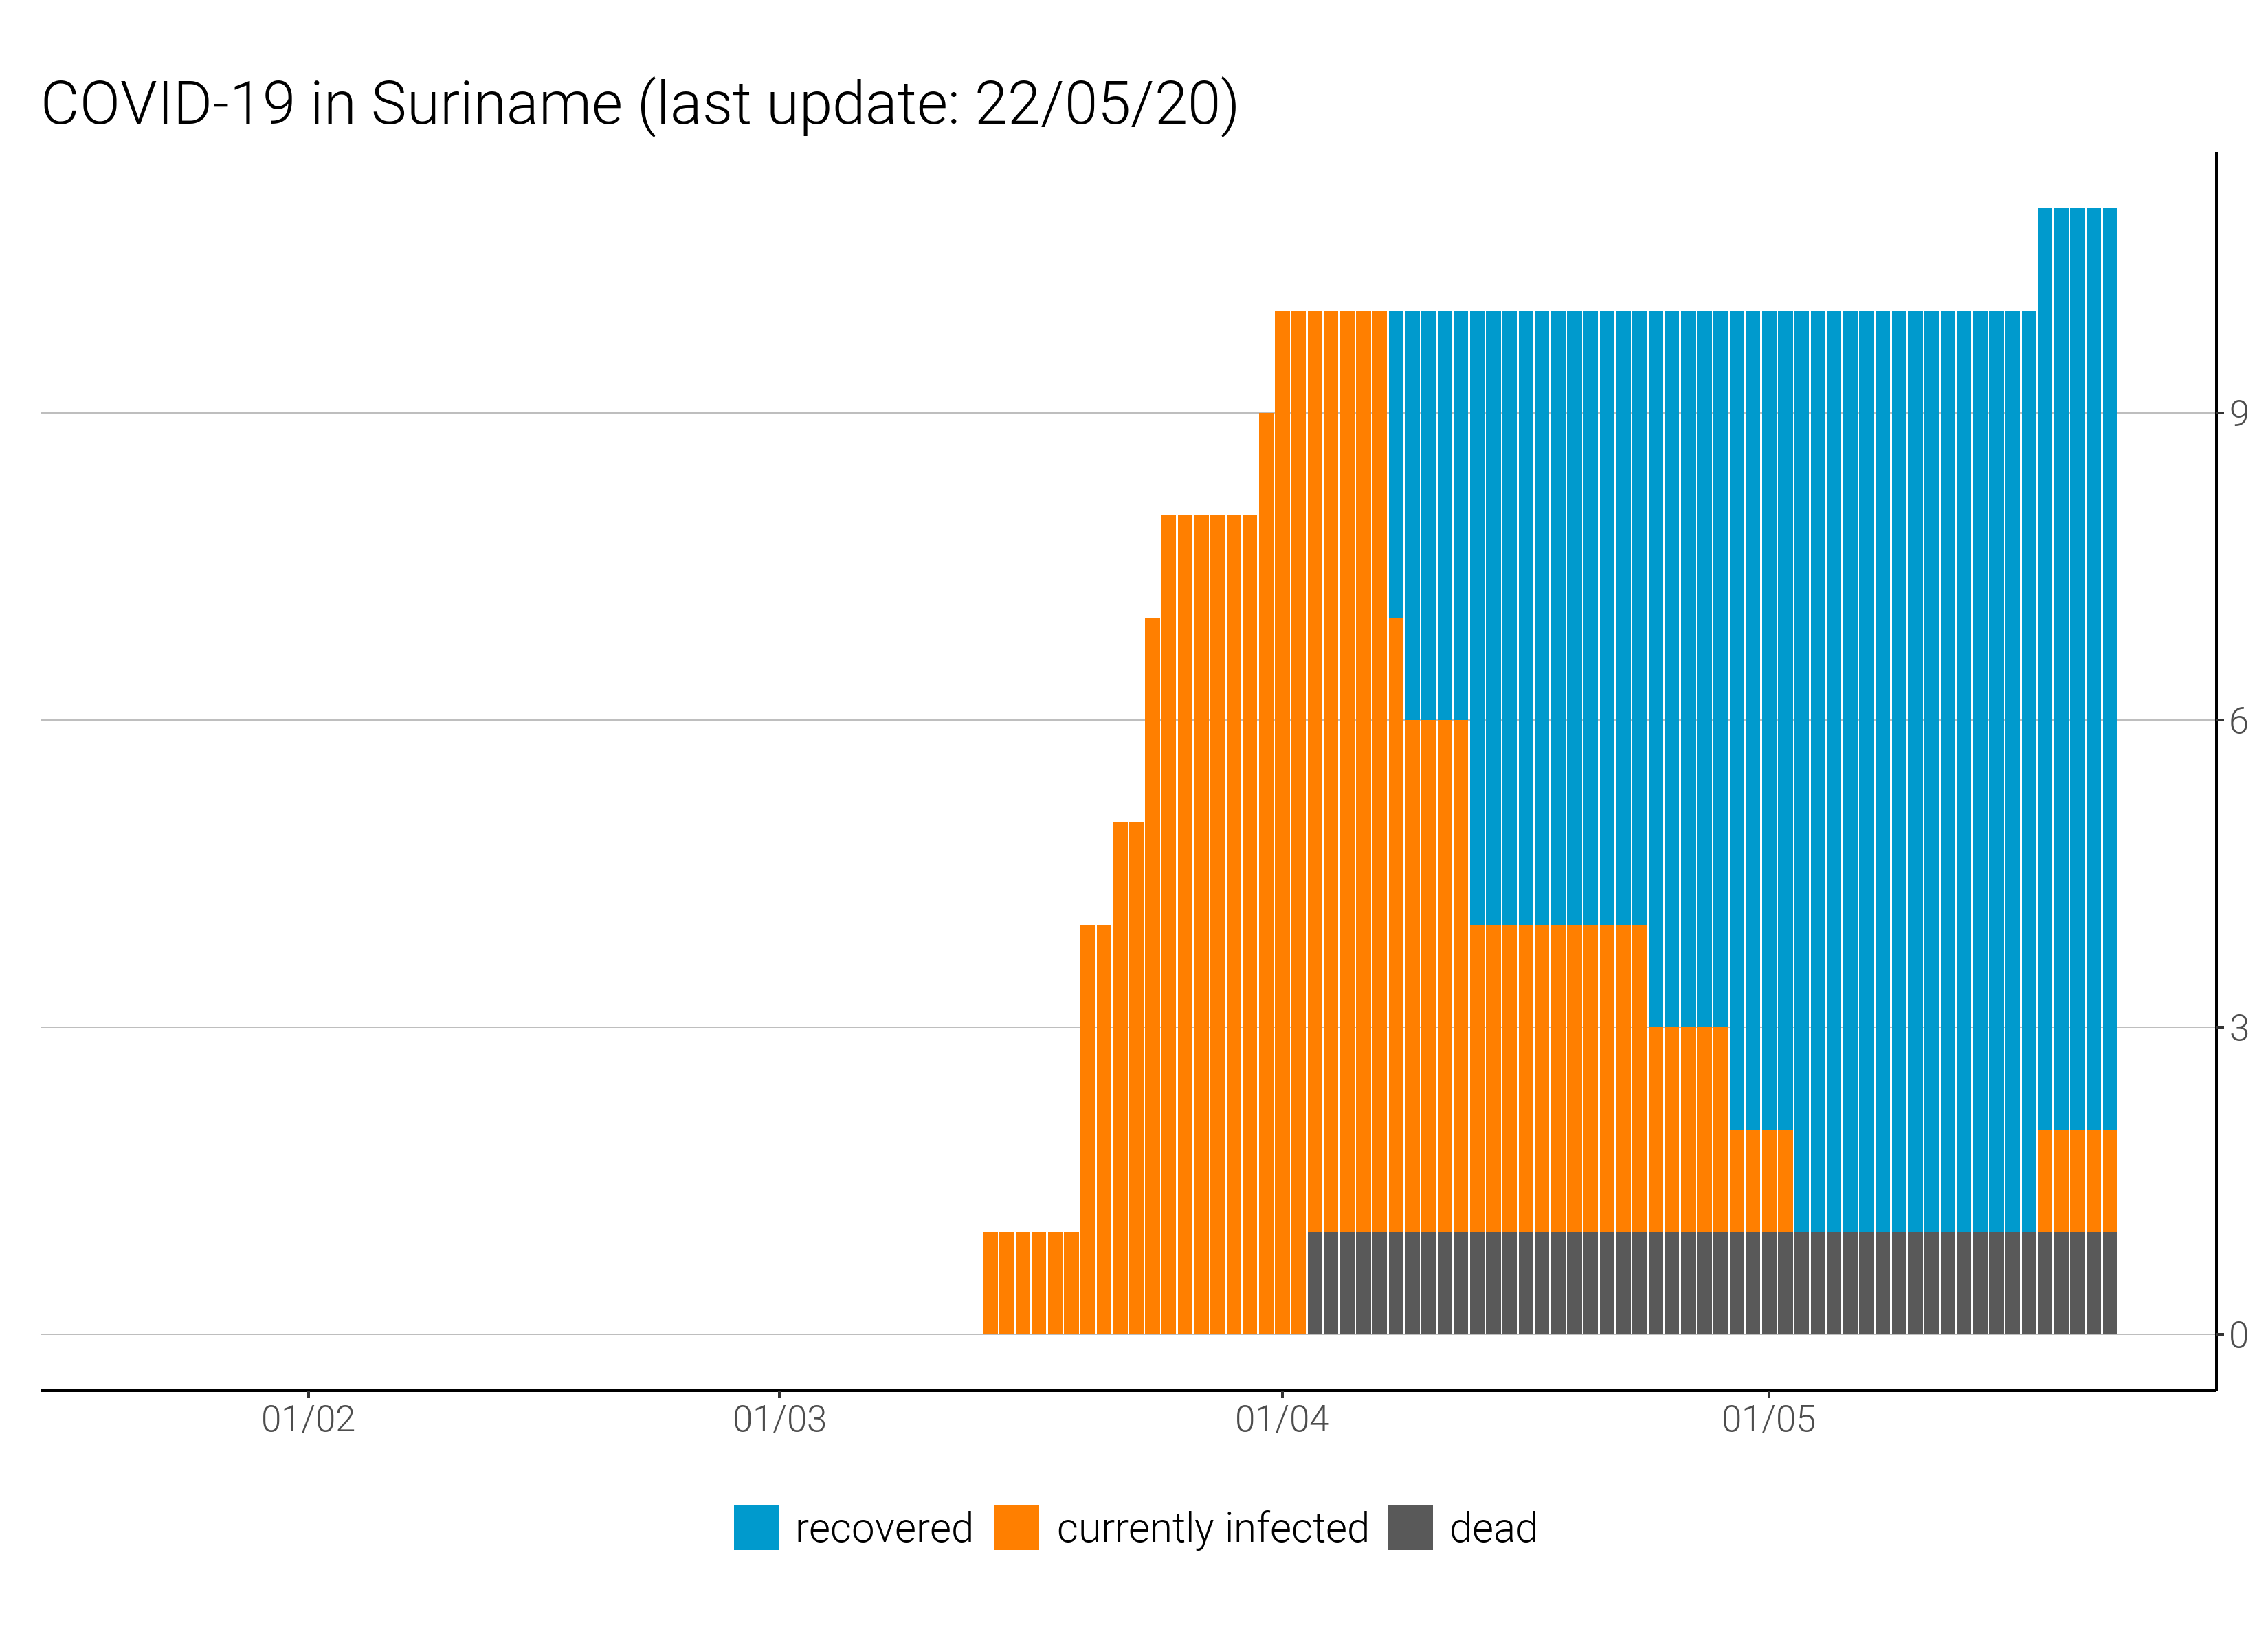 COVID-19 in Suriname (last update: 22/05/20)
9
6
3
0
01/02 01/03 01/04 01/05
recovered currently infected dead